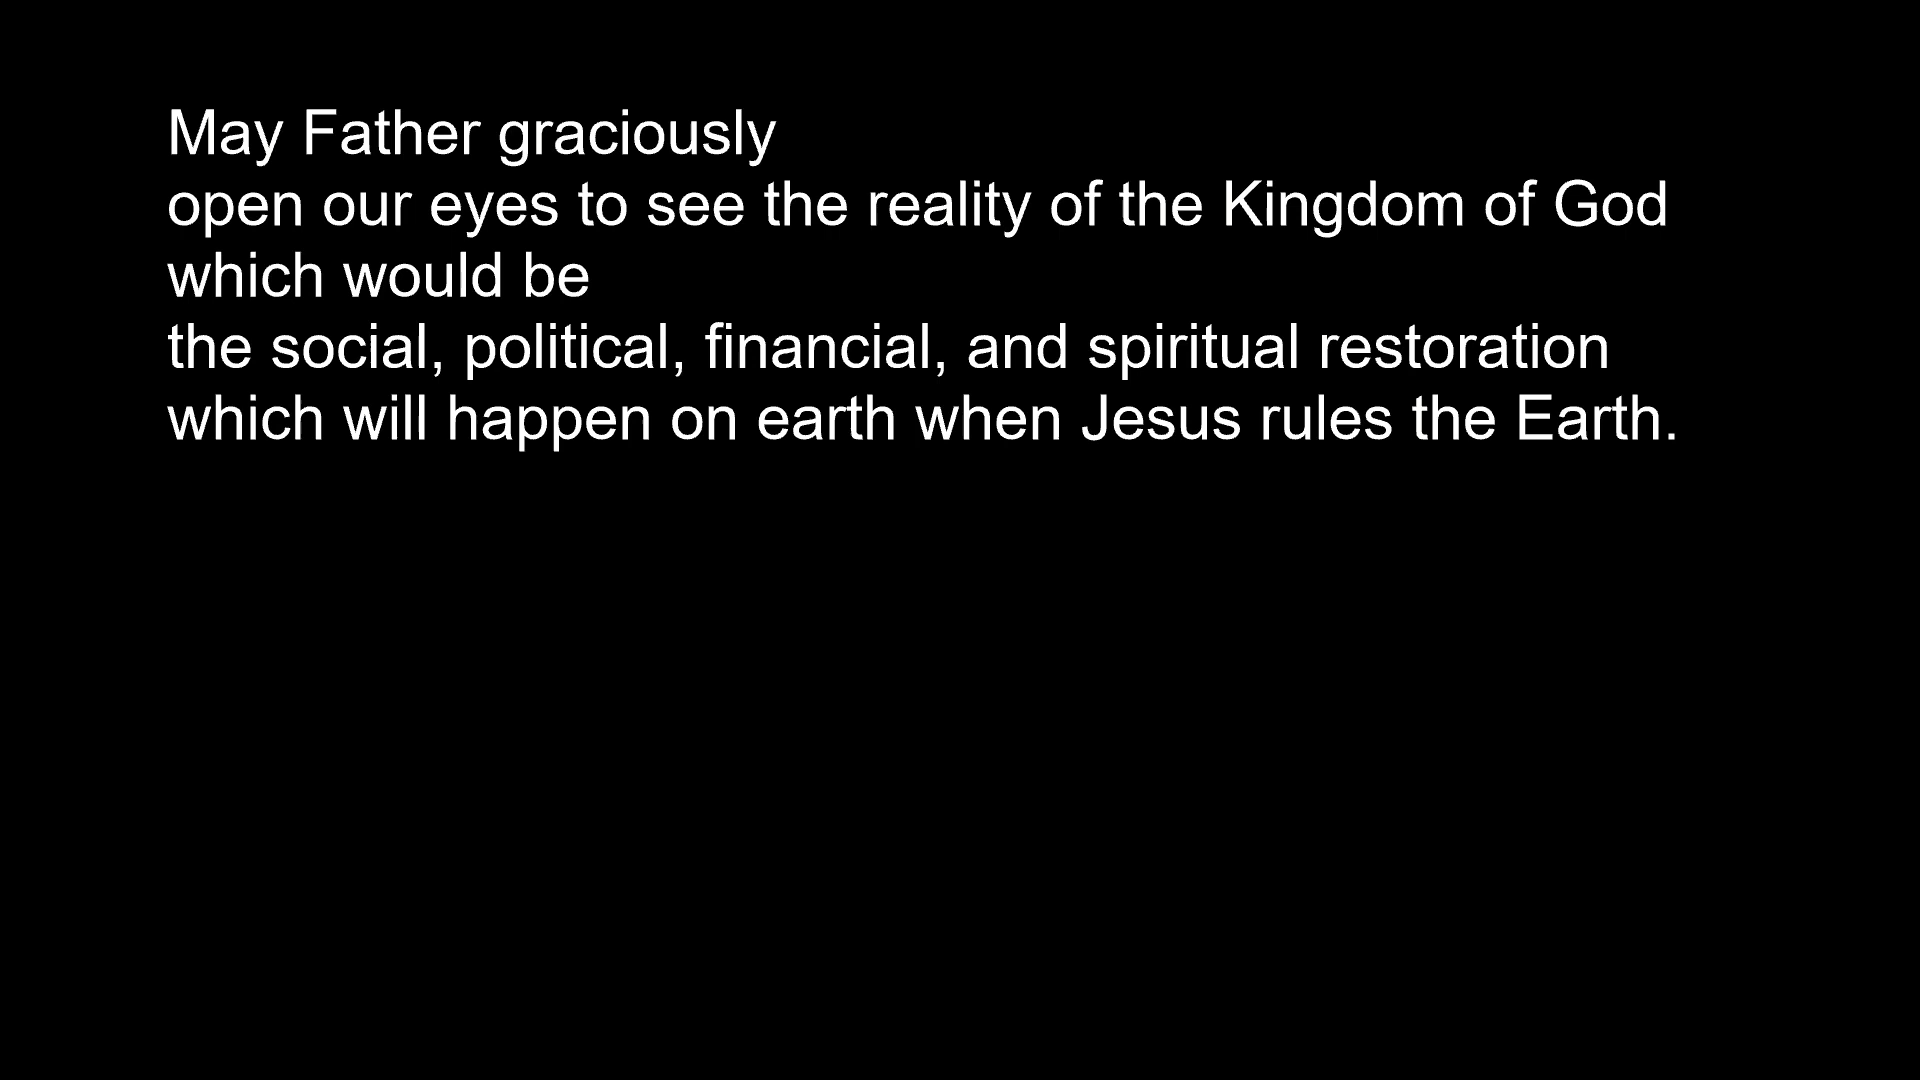 May Father graciously
open our eyes to see the reality of the Kingdom of God
which would be
the social, political, financial, and spiritual restoration
which will happen on earth when Jesus rules the Earth.